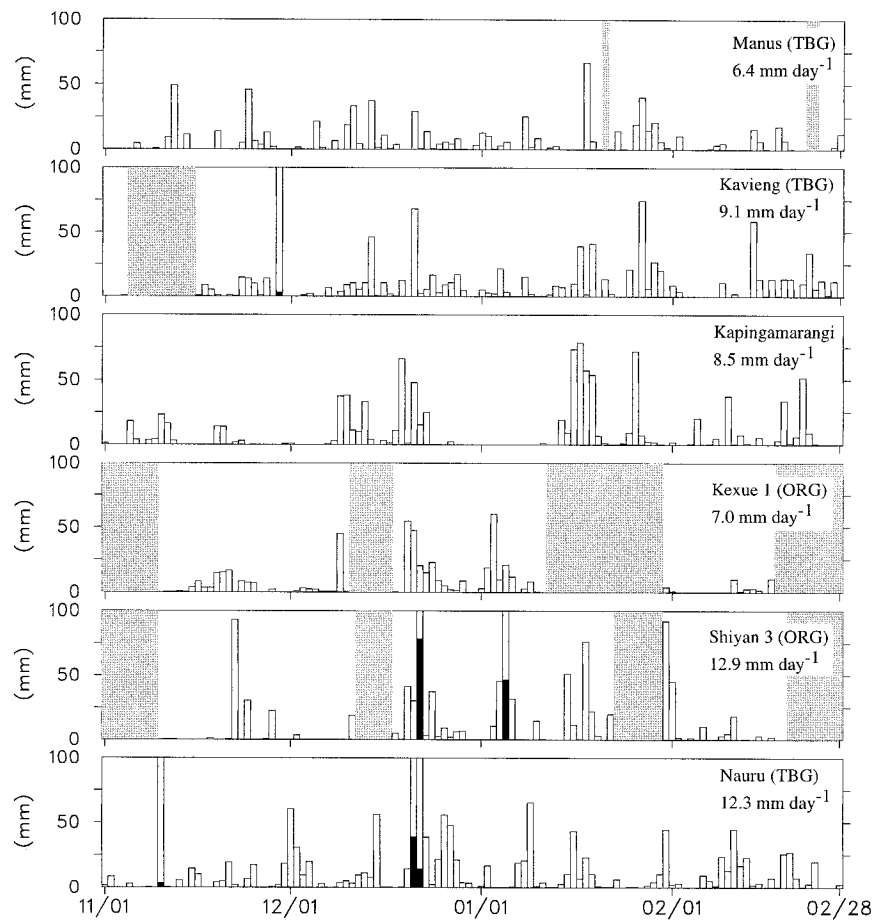 100
50
0
(mm)
Manus (TBG)
6.4 mm day-1
100
50
0
(mm)
Kavieng (TBG)
9.1 mm day-1
100
50
0
(mm)
Kapingamarangi
8.5 mm day-1
100
50
0
(mm)
Kexue 1 (ORG)
7.0 mm day-1
100
50
0
(mm)
Shiyan 3 (ORG)
12.9 mm day-1
100
50
0
(mm)
Nauru (TBG)
12.3 mm day-1
11/01 12/01 01/01 02/01 02/28